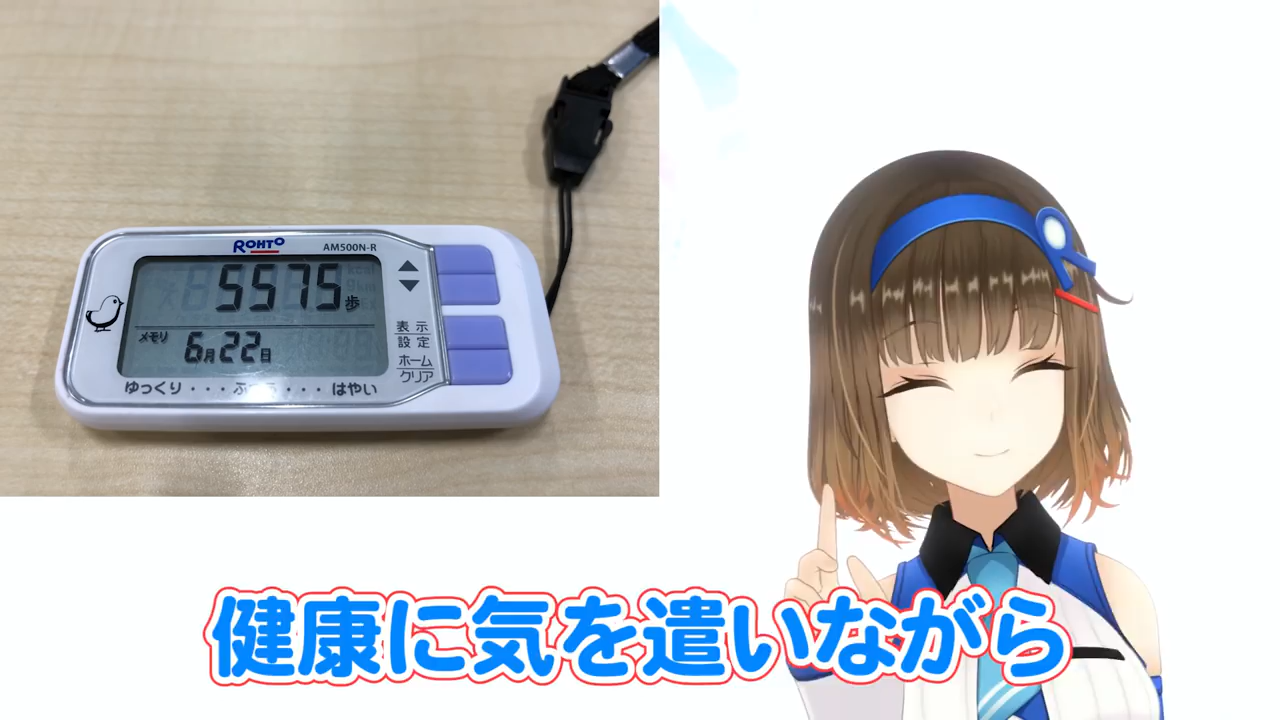 ROHTO
AM500N-R
5575歩
メモリ
6月22日
表示
設定
ホーム
クリア
ゆっくり・・・ふつう・・・はやい
健康に気を遣いながら